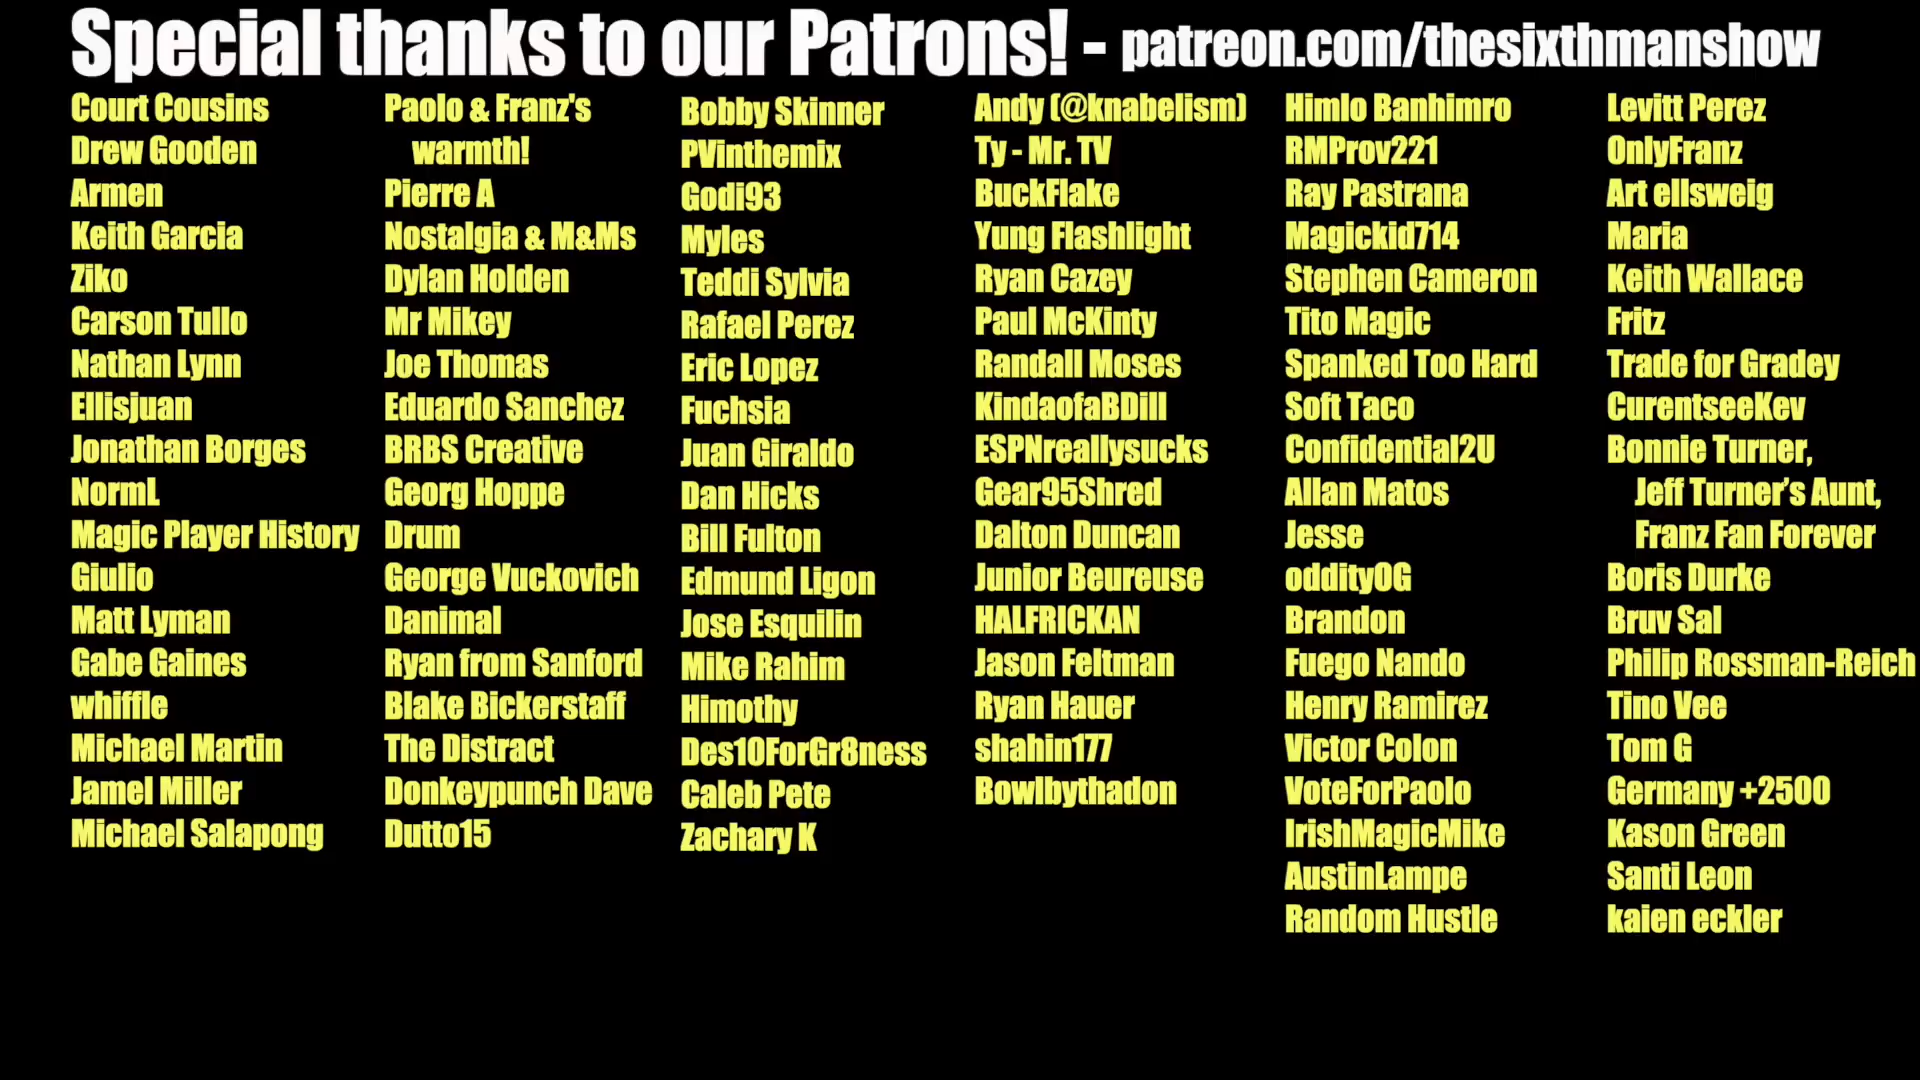 Special thanks to our Patrons! - patreon.com/thesixthmanshow
Court Cousins
Drew Gooden
Armen
Keith Garcia
Ziko
Carson Tullo
Nathan Lynn
Ellisjuan
Jonathan Borges
NormL
Magic Player History
Giulio
Matt Lyman
Gabe Gaines
whiffle
Michael Martin
Jamel Miller
Michael Salapong
Paolo & Franz's
warmth!
Pierre A
Nostalgia & M&Ms
Dylan Holden
Mr Mikey
Joe Thomas
Eduardo Sanchez
BRBS Creative
Georg Hoppe
Drum
George Vuckovich
Danimal
Ryan from Sanford
Blake Bickerstaff
The Distract
Donkeypunch Dave
Dutto15
Bobby Skinner
PVinthemix
Godi93
Myles
Teddi Sylvia
Rafael Perez
Eric Lopez
Fuchsia
Juan Giraldo
Dan Hicks
Bill Fulton
Edmund Ligon
Jose Esquilin
Mike Rahim
Himothy
Des10ForGr8ness
Caleb Pete
Zachary K
Andy (@knabelism)
Ty - Mr. TV
BuckFlake
Yung Flashlight
Ryan Cazey
Paul McKinty
Randall Moses
KindaofaBDill
ESPNreallysucks
Gear95Shred
Dalton Duncan
Junior Beureuse
HALFRICKAN
Jason Feltman
Ryan Hauer
shahin177
Bowlbythadon
Himlo Banhimro
RMProv221
Ray Pastrana
Magickid714
Stephen Cameron
Tito Magic
Spanked Too Hard
Soft Taco
Confidential2U
Allan Matos
Jesse
oddityOG
Brandon
Fuego Nando
Henry Ramirez
Victor Colon
VoteForPaolo
IrishMagicMike
AustinLampe
Random Hustle
Levitt Perez
OnlyFranz
Art ellsweig
Maria
Keith Wallace
Fritz
Trade for Gradey
CurentseeKev
Bonnie Turner,
Jeff Turner’s Aunt,
Franz Fan Forever
Boris Durke
Bruv Sal
Philip Rossman-Reich
Tino Vee
Tom G
Germany +2500
Kason Green
Santi Leon
kaien eckler